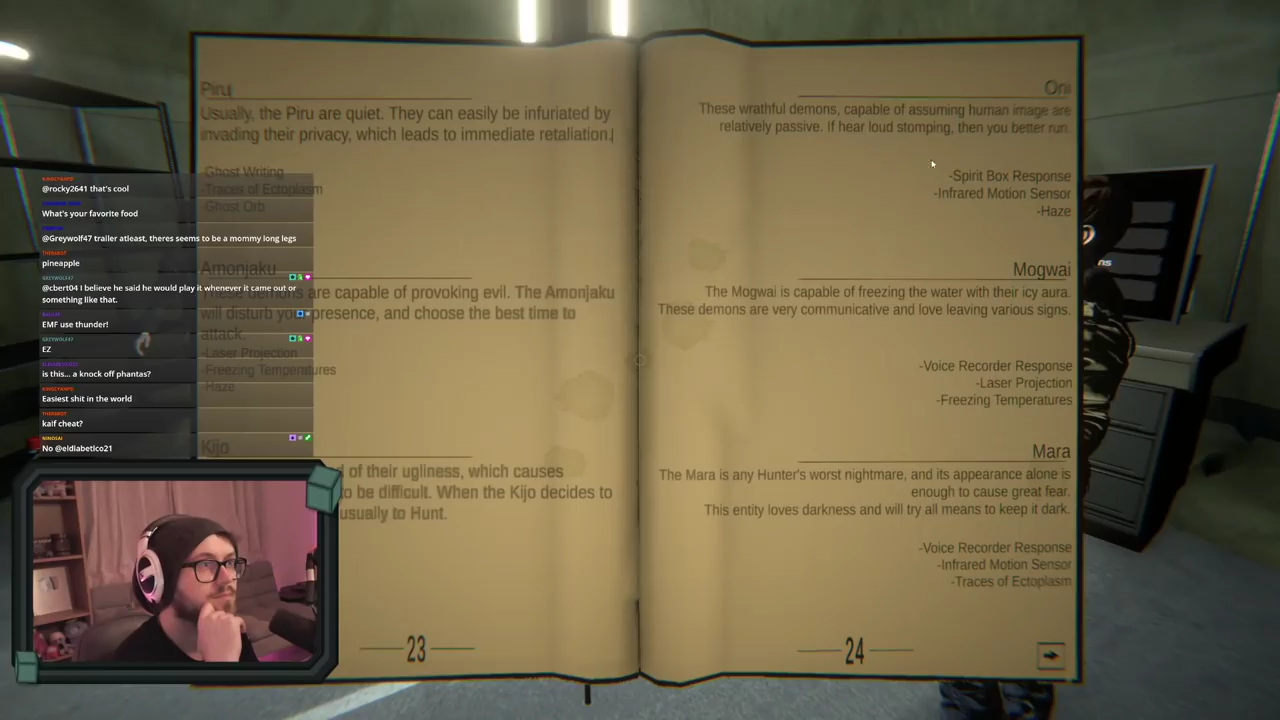 Piru
Usually, the Piru are quiet. They can easily be infuriated by
invading their privacy, which leads to immediate retaliation.
-Ghost Writing
-Traces of Ectoplasm
-Ghost Orb
@rocky2641 that's cool
What's your favorite food
@Greywolf47 trailer atleast, theres seems to be a mommy long legs
pineapple
@cbert04 I believe he said he would play it whenever it came out or
something like that.
EMF use thunder!
EZ
is this... a knock off phantas?
Easiest shit in the world
kaif cheat?
No @eldiabetico21
Amonjaku
These demons are capable of provoking evil. The Amonjaku
will disturb your presence, and choose the best time to
attack.
-Laser Projection
-Freezing Temperatures
-Haze
Kijo
of their ugliness, which causes
to be difficult. When the Kijo decides to
usually to Hunt.
23
Oni
These wrathful demons, capable of assuming human image are
relatively passive. If hear loud stomping, then you better run.
-Spirit Box Response
-Infrared Motion Sensor
-Haze
Mogwai
The Mogwai is capable of freezing the water with their icy aura.
These demons are very communicative and love leaving various signs.
-Voice Recorder Response
-Laser Projection
-Freezing Temperatures
Mara
The Mara is any Hunter's worst nightmare, and its appearance alone is
enough to cause great fear.
This entity loves darkness and will try all means to keep it dark.
-Voice Recorder Response
-Infrared Motion Sensor
-Traces of Ectoplasm
24